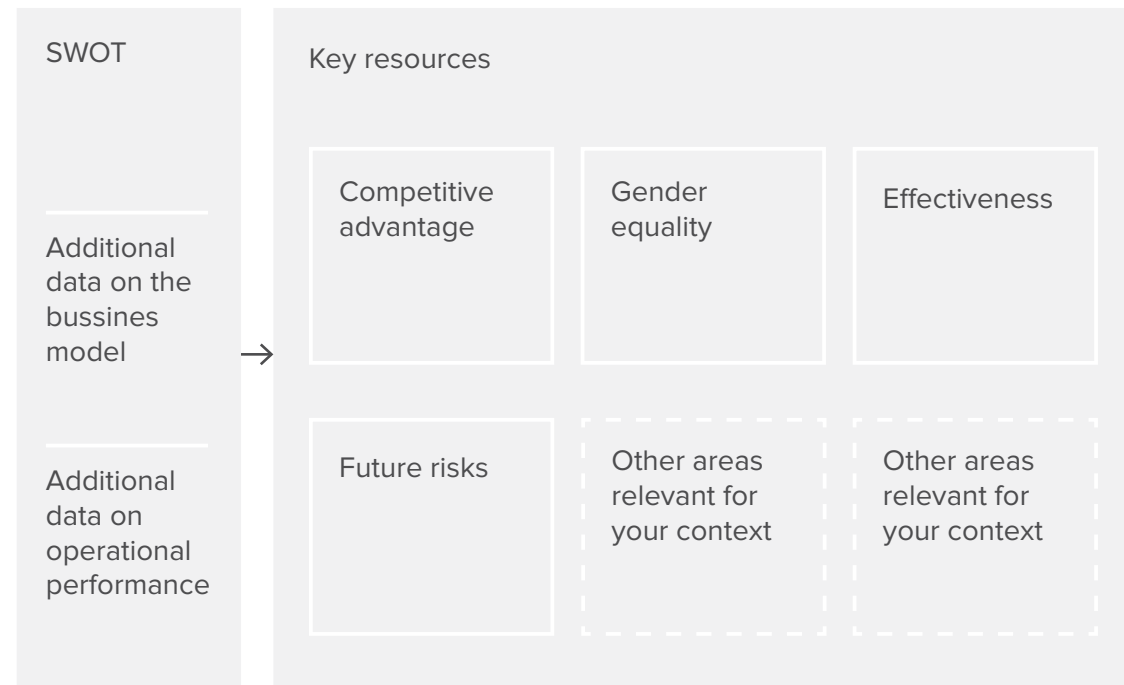 SWOT
Additional
data on the
bussines
model
Additional
data on
operational
performance
Key resources
Competitive
advantage
Gender
equality
Effectiveness
Future risks
Other areas
relevant for
your context
Other areas
relevant for
your context